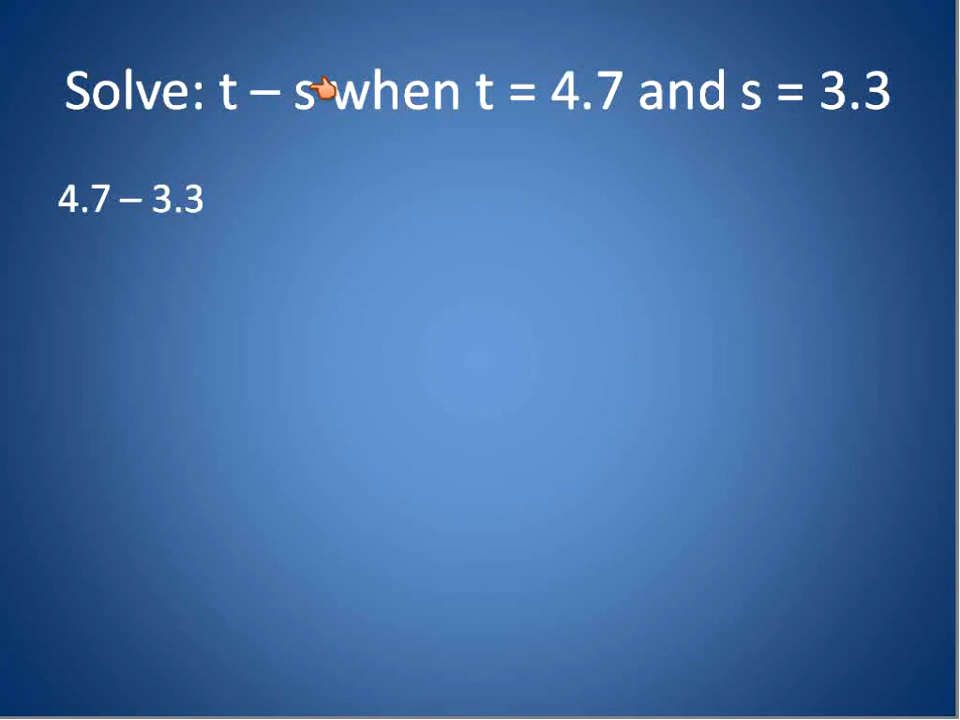 Solve: t – s when t = 4.7 and s = 3.3
4.7 – 3.3